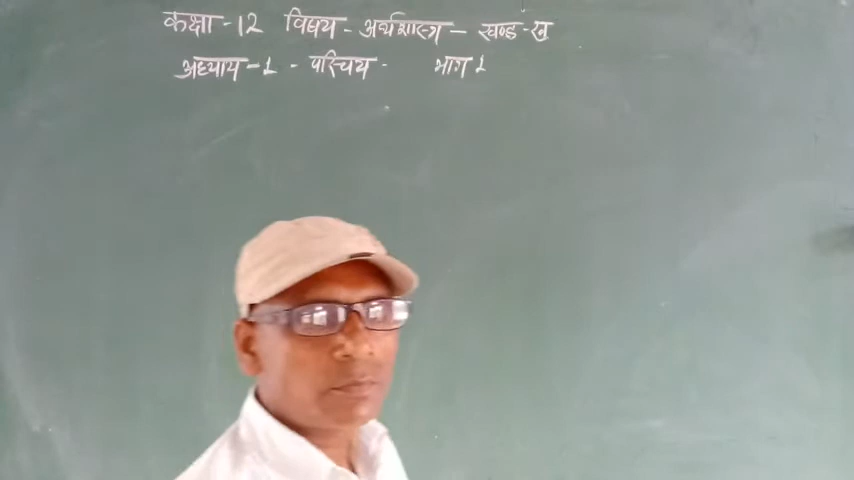 कक्षा -12 विषय - अर्थशास्त्र - खण्ड - ख
अध्याय -1 - परिचय - भाग 1